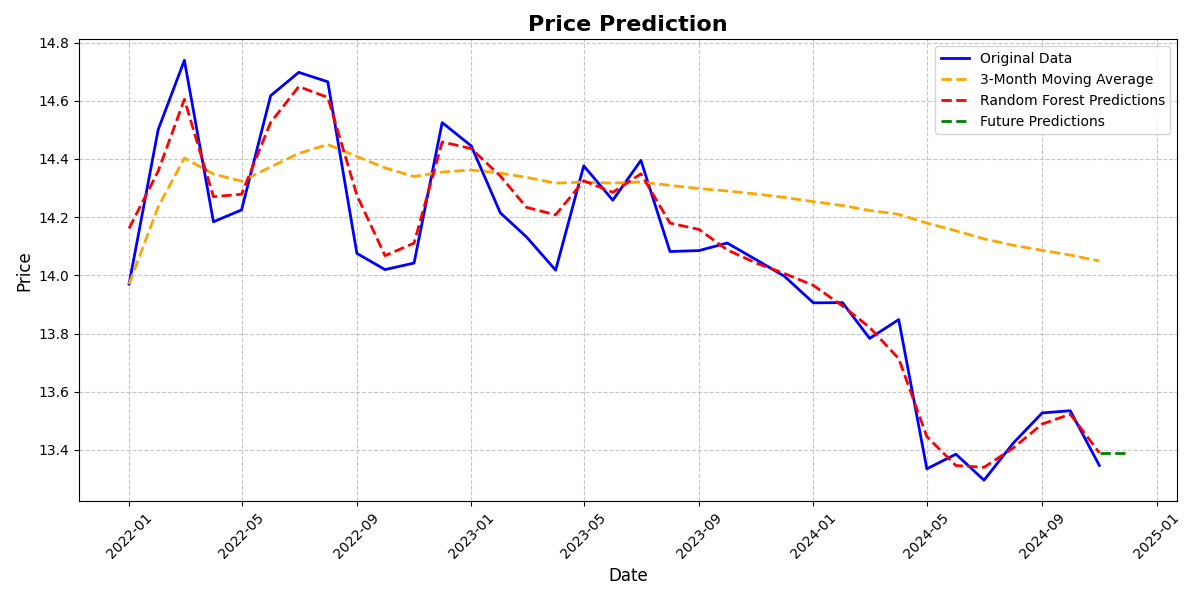 Price Prediction
Original Data
3-Month Moving Average
Random Forest Predictions
Future Predictions
Price
14.8
14.6
14.4
14.2
14.0
13.8
13.6
13.4
2022-01
2022-05
2022-09
2023-01
2023-05
2023-09
2024-01
2024-05
2024-09
2025-01
Date